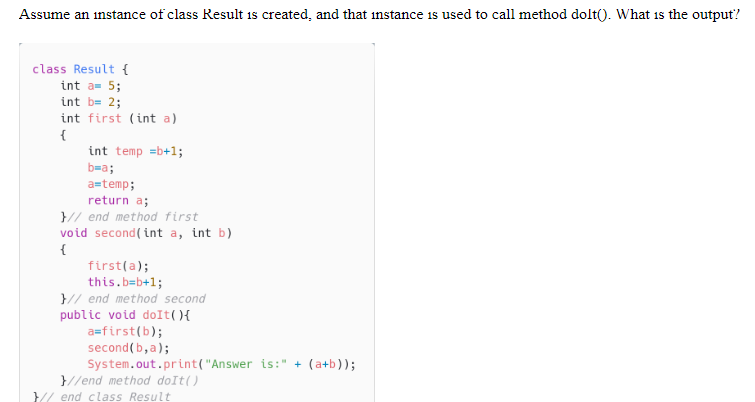 Assume an instance of class Result is created, and that instance is used to call method doIt(). What is the output?
class Result {
int a= 5;
int b= 2;
int first (int a)
{
int temp =b+1;
b=a;
a=temp;
return a;
}// end method first
void second(int a, int b)
{
first(a);
this.b=b+1;
}// end method second
public void doIt(){
a=first(b);
second(b,a);
System.out.print("Answer is:" + (a+b));
}//end method doIt()
}// end class Result